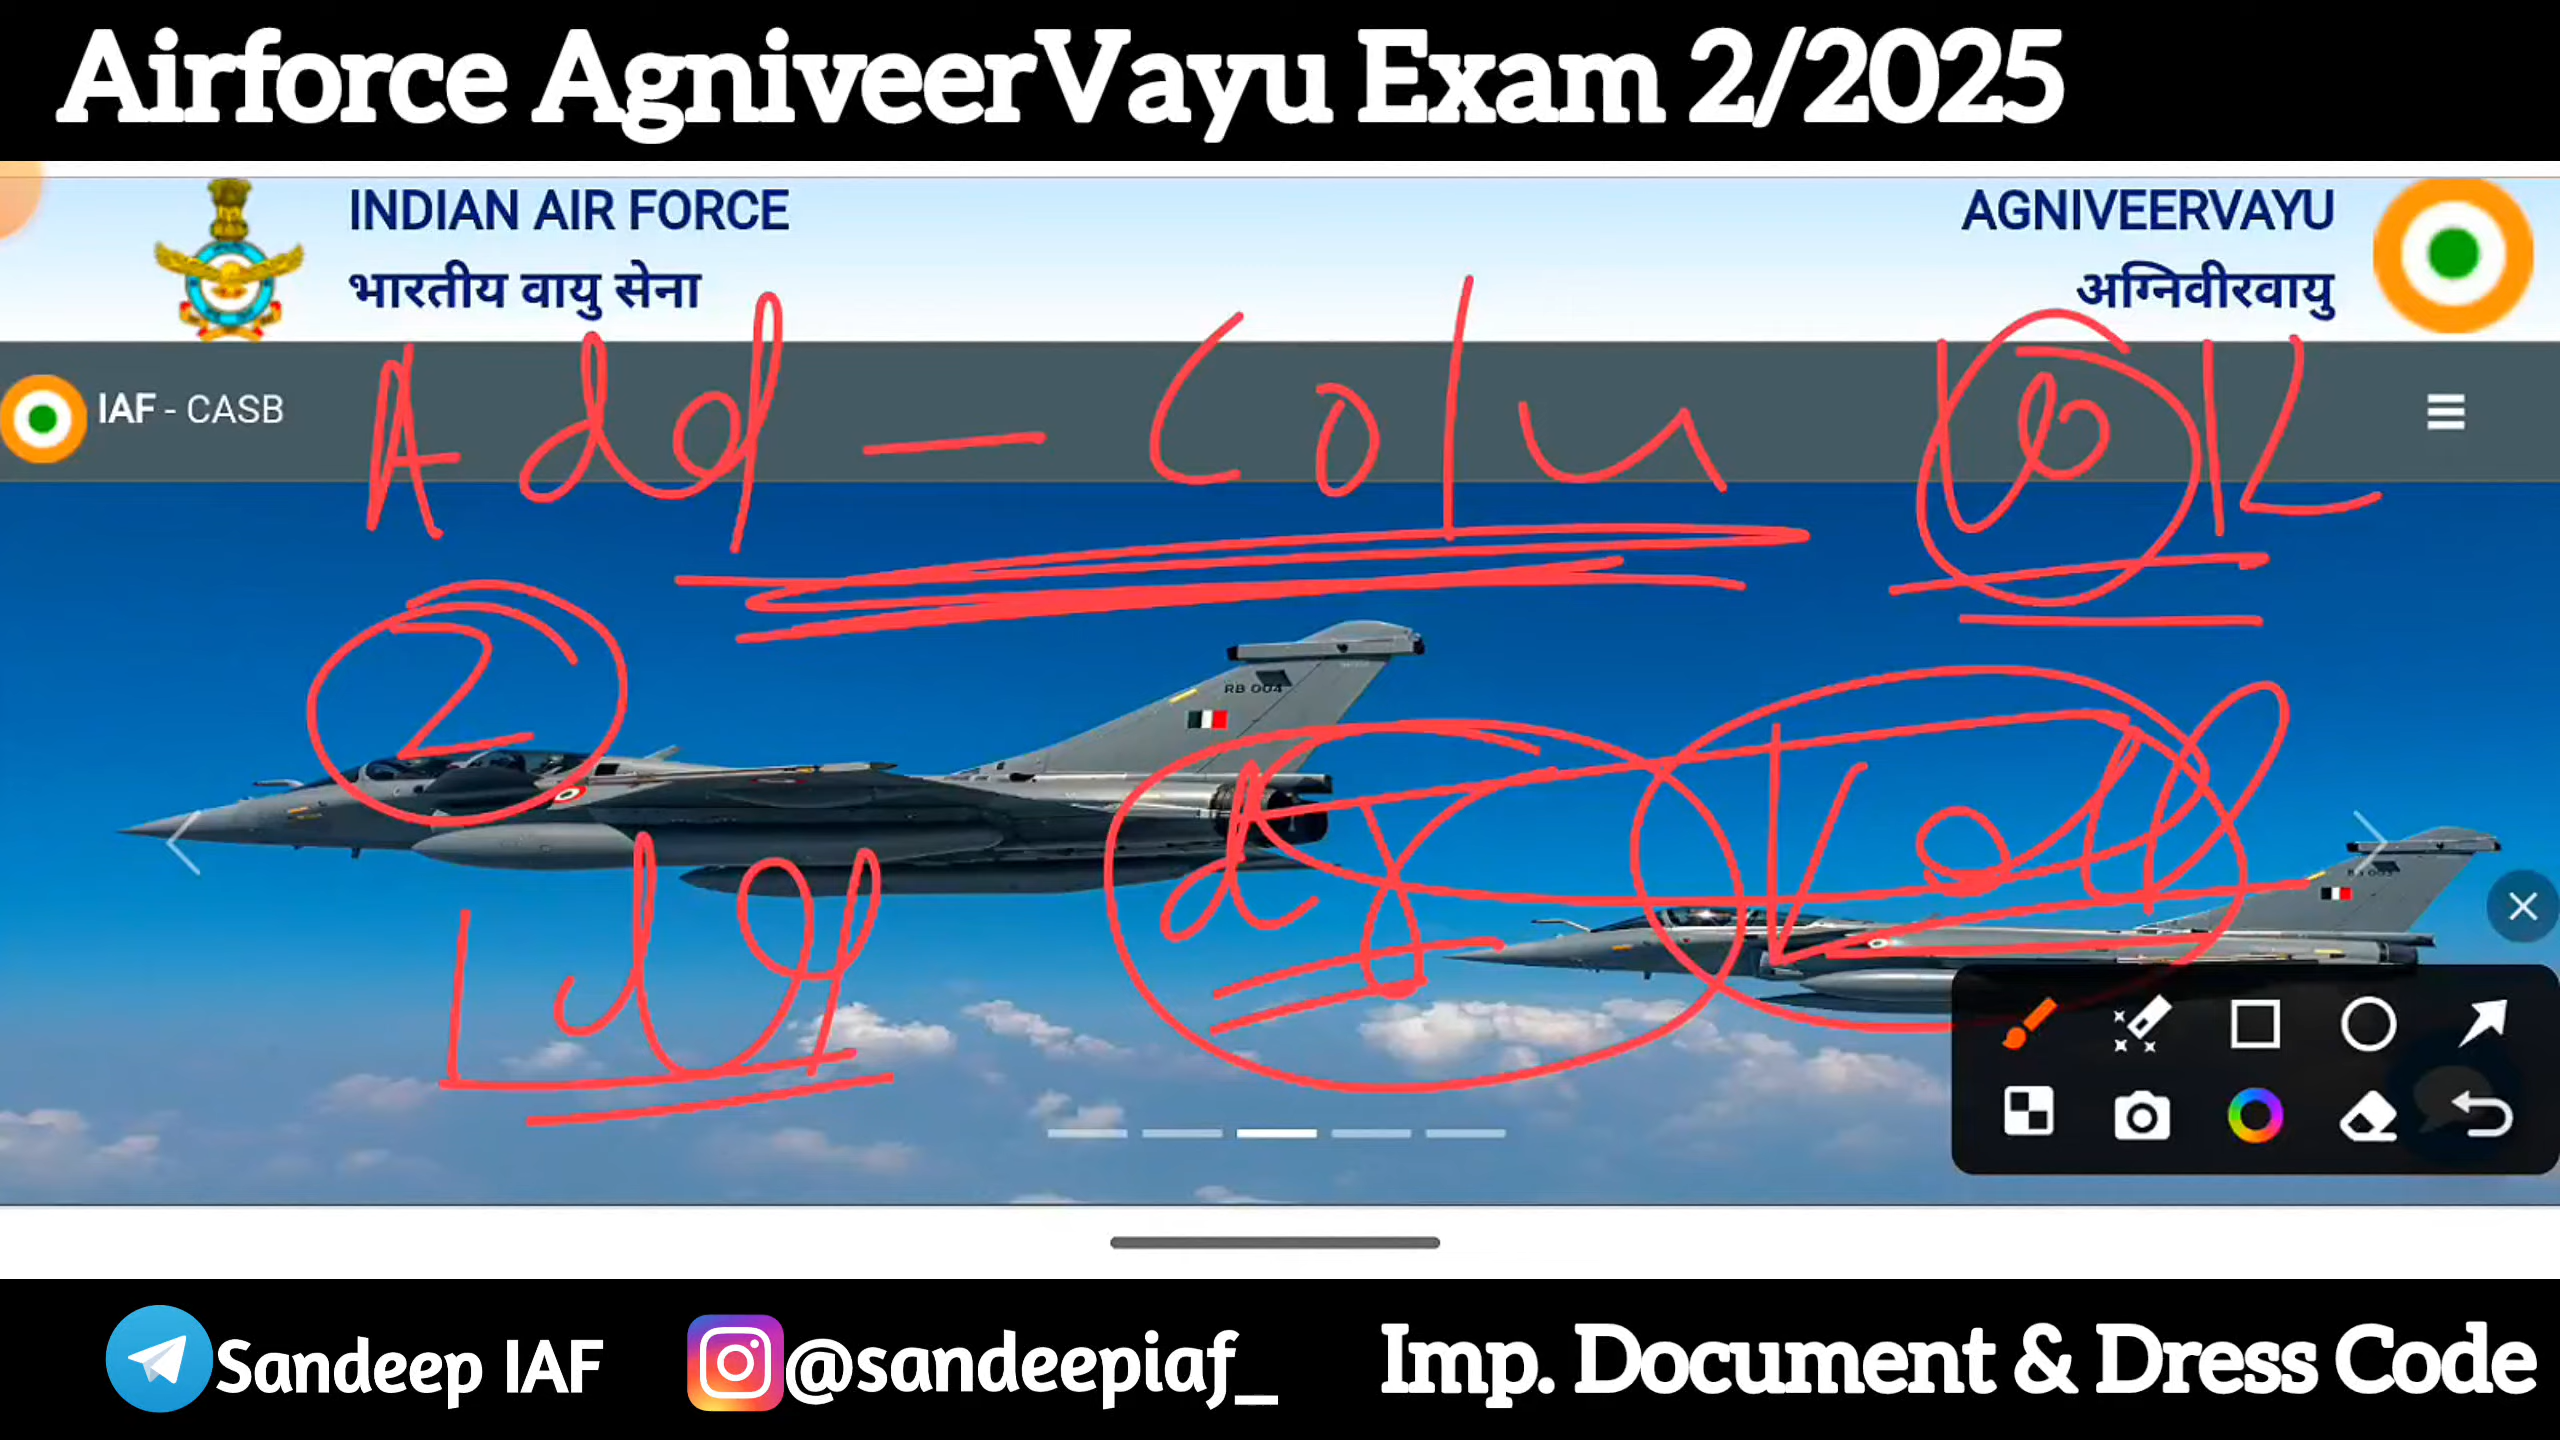 Airforce AgniveerVayu Exam 2/2025
INDIAN AIR FORCE
भारतीय वायु सेना
AGNIVEERVAYU
अग्निवीरवायु
IAF - CASB
Add - Colu
RB 004
2
Sandeep IAF
@sandeepiaf_
Imp. Document & Dress Code